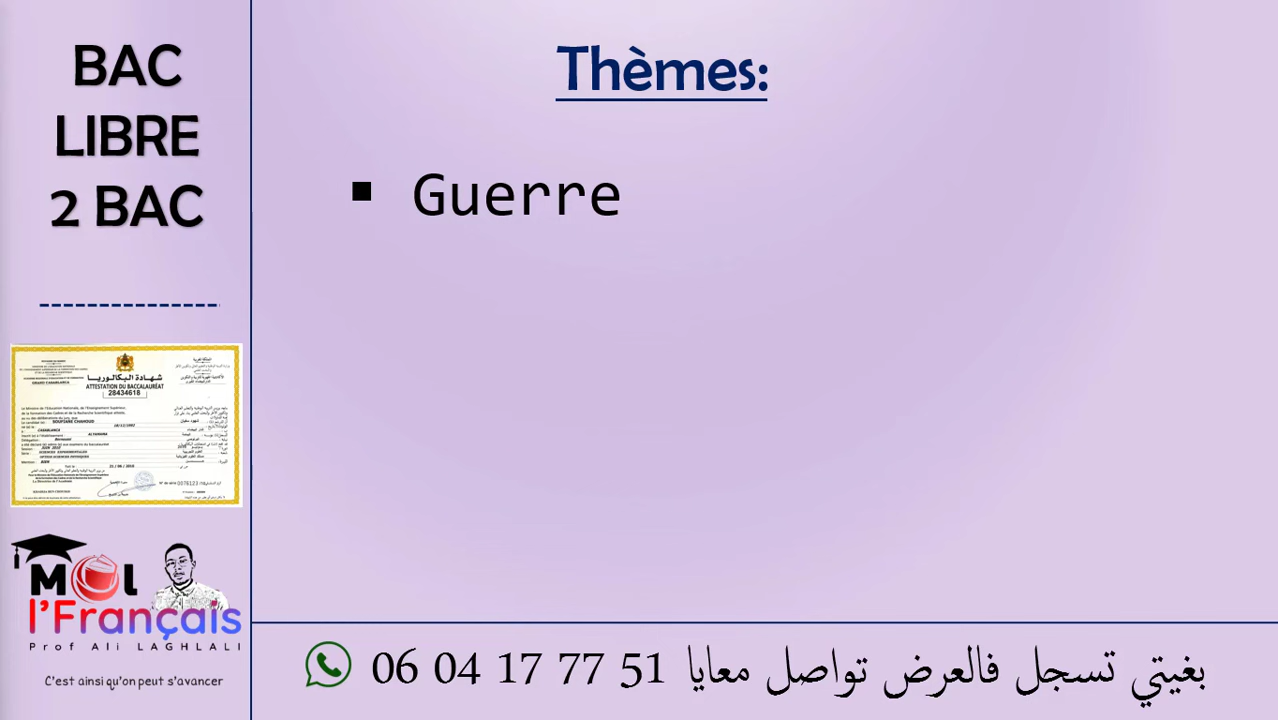 BAC
LIBRE
2 BAC
Thèmes:
▪ Guerre
شهادة البكالوريا
ATTESTATION DU BACCALAURÉAT
28434618
MOL
l'Français
Prof Ali LAGHLALI
C'est ainsi qu'on peut s'avancer
بغيتي تسجل فالعرض تواصل معايا 06 04 17 77 51